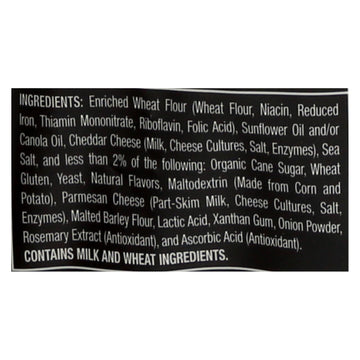 INGREDIENTS: Enriched Wheat Flour (Wheat Flour, Niacin, Reduced
Iron, Thiamin Mononitrate, Riboflavin, Folic Acid), Sunflower Oil and/or
Canola Oil, Cheddar Cheese (Milk, Cheese Cultures, Salt, Enzymes), Sea
Salt, and less than 2% of the following: Organic Cane Sugar, Wheat
Gluten, Yeast, Natural Flavors, Maltodextrin (Made from Corn and
Potato), Parmesan Cheese (Part-Skim Milk, Cheese Cultures, Salt,
Enzymes), Malted Barley Flour, Lactic Acid, Xanthan Gum, Onion Powder,
Rosemary Extract (Antioxidant), and Ascorbic Acid (Antioxidant).
CONTAINS MILK AND WHEAT INGREDIENTS.